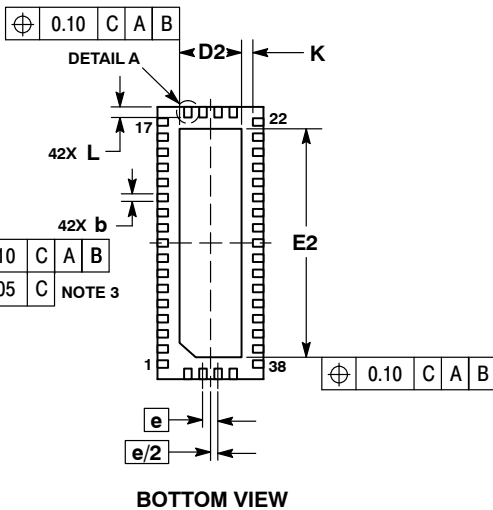 ⌖ 0.10 C A B
D2
K
DETAIL A
17
22
42X L
42X b
E2
10 C A B
05 C NOTE 3
1
38
⌖ 0.10 C A B
e
e/2
BOTTOM VIEW